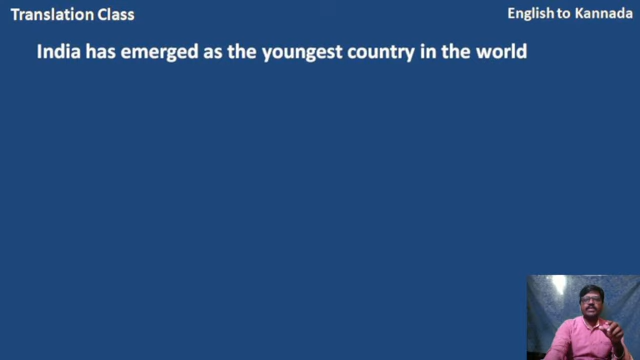 Translation Class
English to Kannada
India has emerged as the youngest country in the world